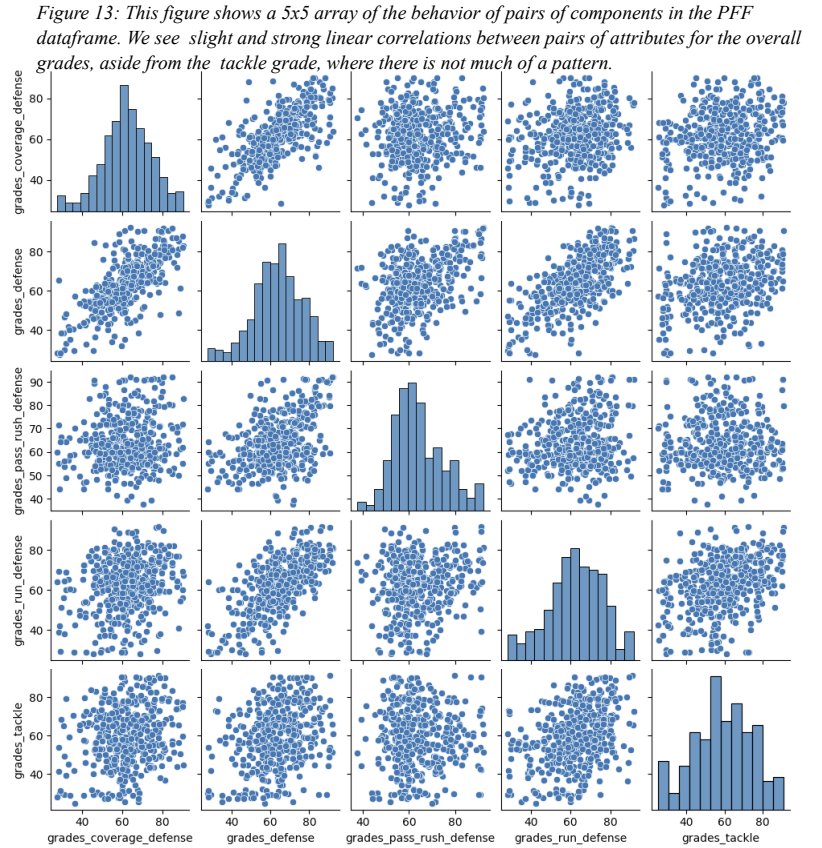 Figure 13: This figure shows a 5x5 array of the behavior of pairs of components in the PFF
dataframe. We see slight and strong linear correlations between pairs of attributes for the overall
grades, aside from the tackle grade, where there is not much of a pattern.
grades_coverage_defense
80
60
40
grades_defense
80
60
40
grades_pass_rush_defense
90
80
70
60
50
40
grades_run_defense
80
60
40
grades_tackle
80
60
40
40 60 80 40 60 80 40 60 80 40 60 80 40 60 80
grades_coverage_defense grades_defense grades_pass_rush_defense grades_run_defense grades_tackle